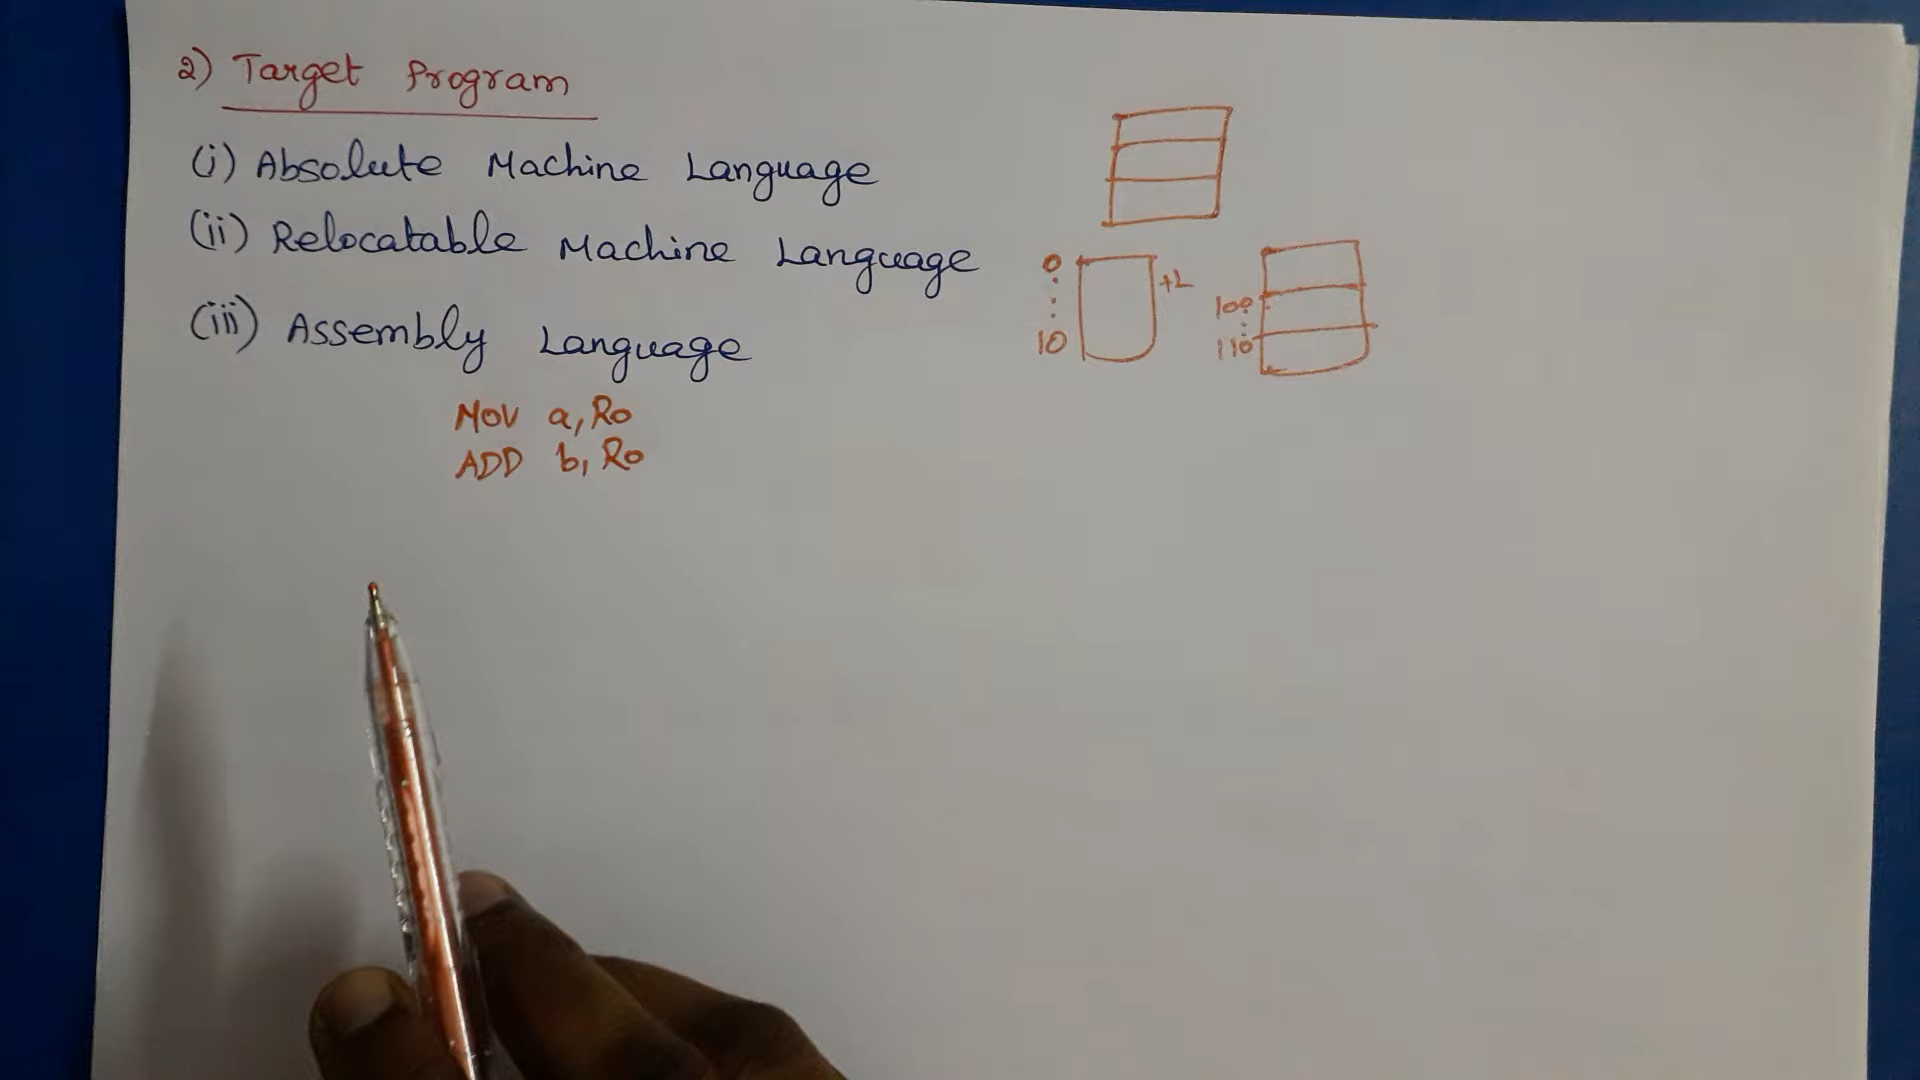 2) Target Program
(i) Absolute Machine Language
(ii) Relocatable Machine Language
(iii) Assembly Language
MOV a, R0
ADD b, R0
0
10
+L
100
110